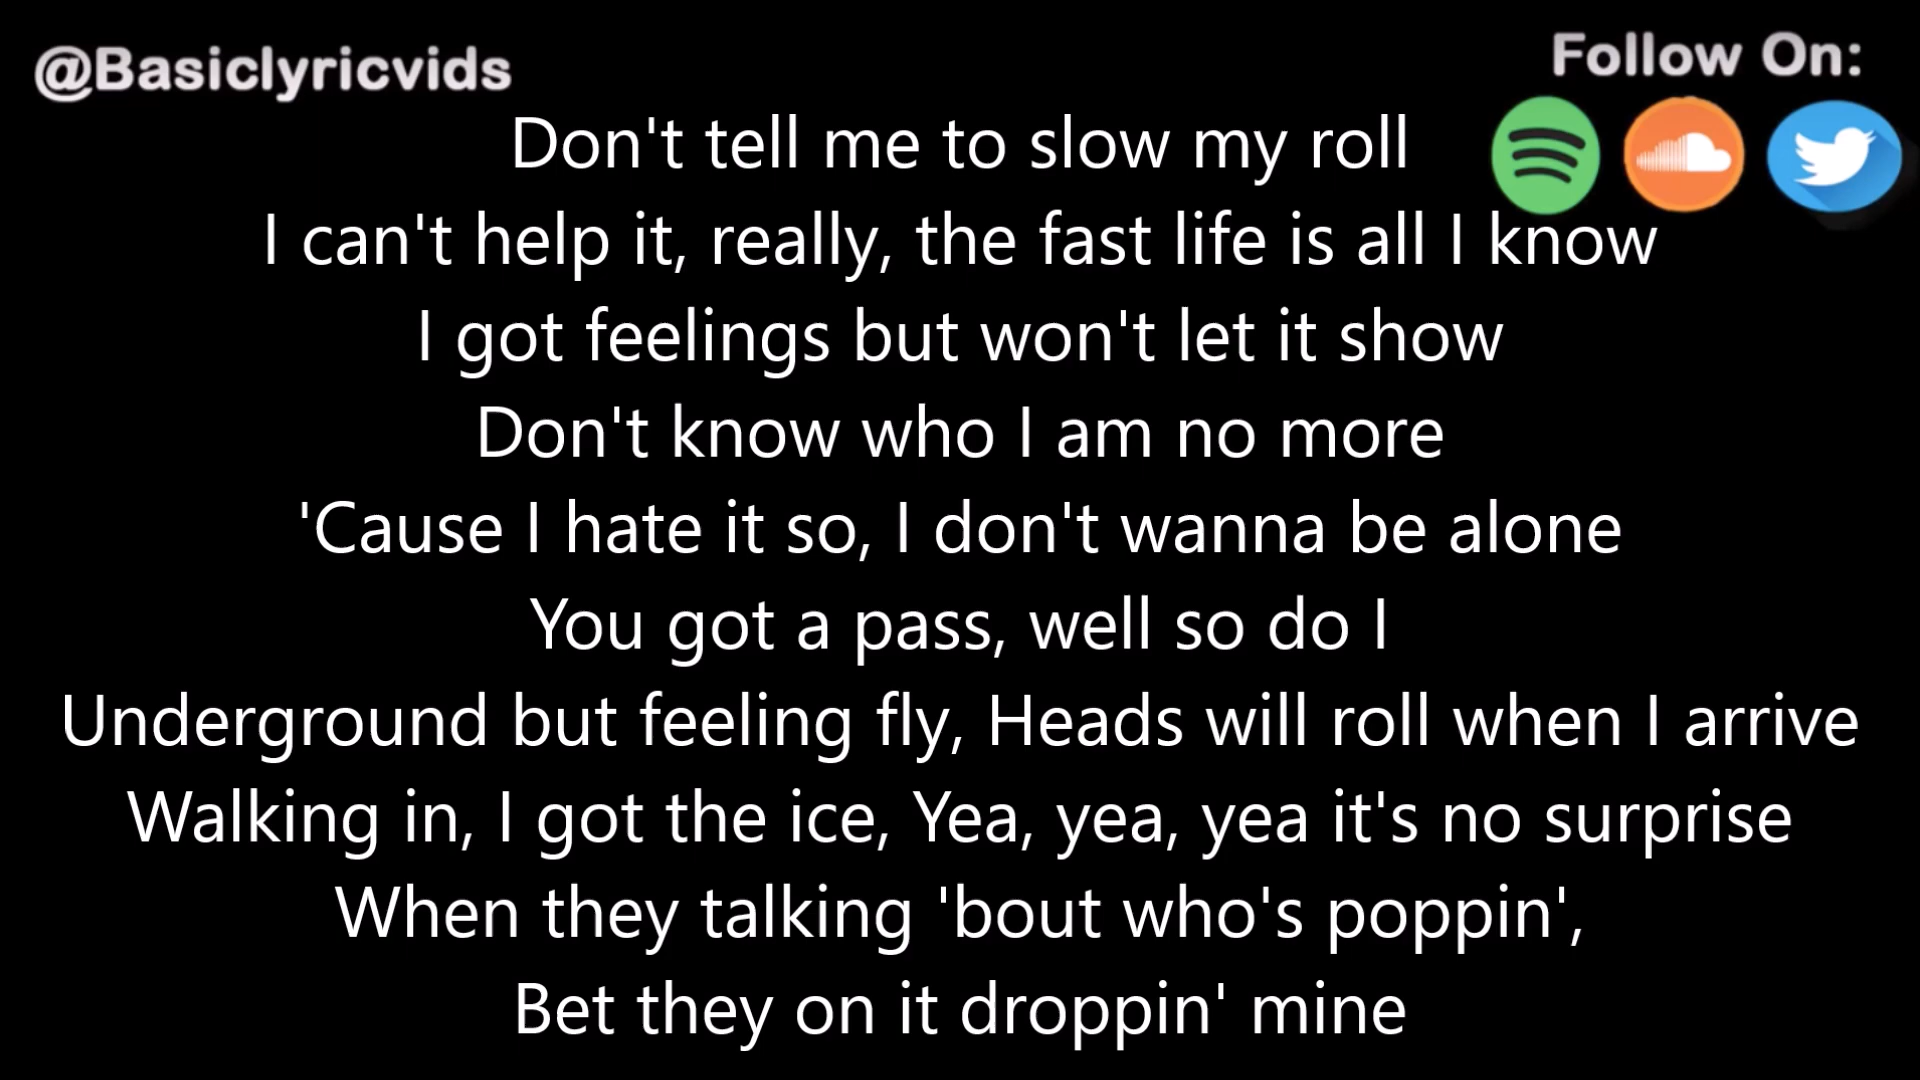 @Basiclyricvids
Follow On:
Don't tell me to slow my roll
I can't help it, really, the fast life is all I know
I got feelings but won't let it show
Don't know who I am no more
'Cause I hate it so, I don't wanna be alone
You got a pass, well so do I
Underground but feeling fly, Heads will roll when I arrive
Walking in, I got the ice, Yea, yea, yea it's no surprise
When they talking 'bout who's poppin',
Bet they on it droppin' mine